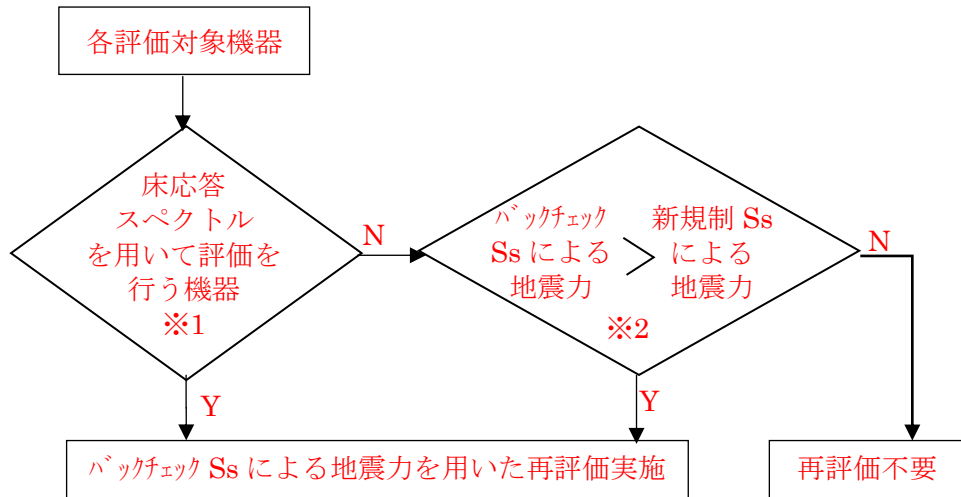 各評価対象機器
床応答
スペクトル
を用いて評価を
行う機器
※1
N
Y
ﾊﾞｯｸﾁｪｯｸ
Ss による
地震力
>
新規制 Ss
による
地震力
※2
N
Y
ﾊﾞｯｸﾁｪｯｸ Ss による地震力を用いた再評価実施
再評価不要